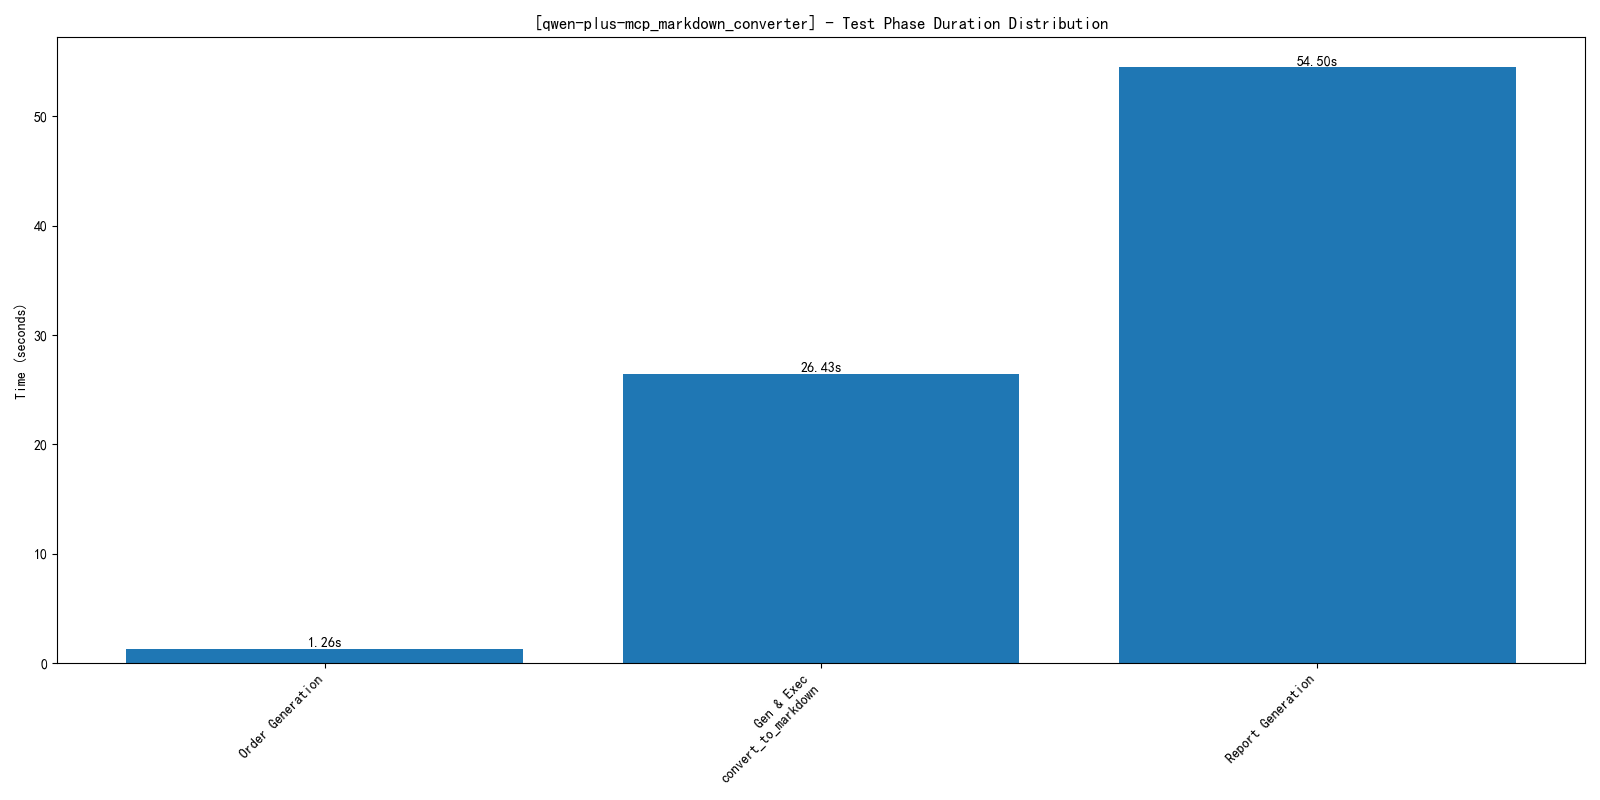 [qwen-plus-mcp_markdown_converter] - Test Phase Duration Distribution
Time (seconds)
50
40
30
20
10
0
1.26s
26.43s
54.50s
Order Generation
Gen & Exec
convert_to_markdown
Report Generation